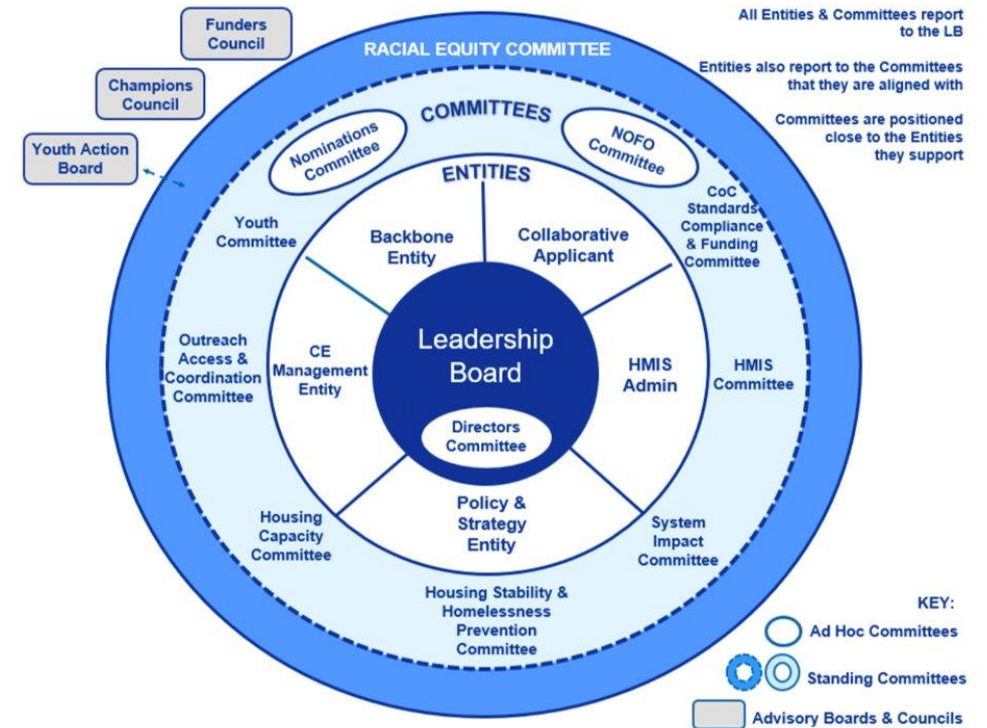 Funders
Council
Champions
Council
Youth Action
Board
All Entities & Committees report
to the LB
Entities also report to the Committees
that they are aligned with
Committees are positioned
close to the Entities
they support
RACIAL EQUITY COMMITTEE
COMMITTEES
Nominations
Committee
NOFO
Committee
ENTITIES
Youth
Committee
Backbone
Entity
Collaborative
Applicant
CoC
Standards
Compliance
& Funding
Committee
Outreach
Access &
Coordination
Committee
CE
Management
Entity
Leadership
Board
Directors
Committee
HMIS
Admin
HMIS
Committee
Housing
Capacity
Committee
Policy &
Strategy
Entity
System
Impact
Committee
Housing Stability &
Homelessness
Prevention
Committee
KEY:
Ad Hoc Committees
Standing Committees
Advisory Boards & Councils